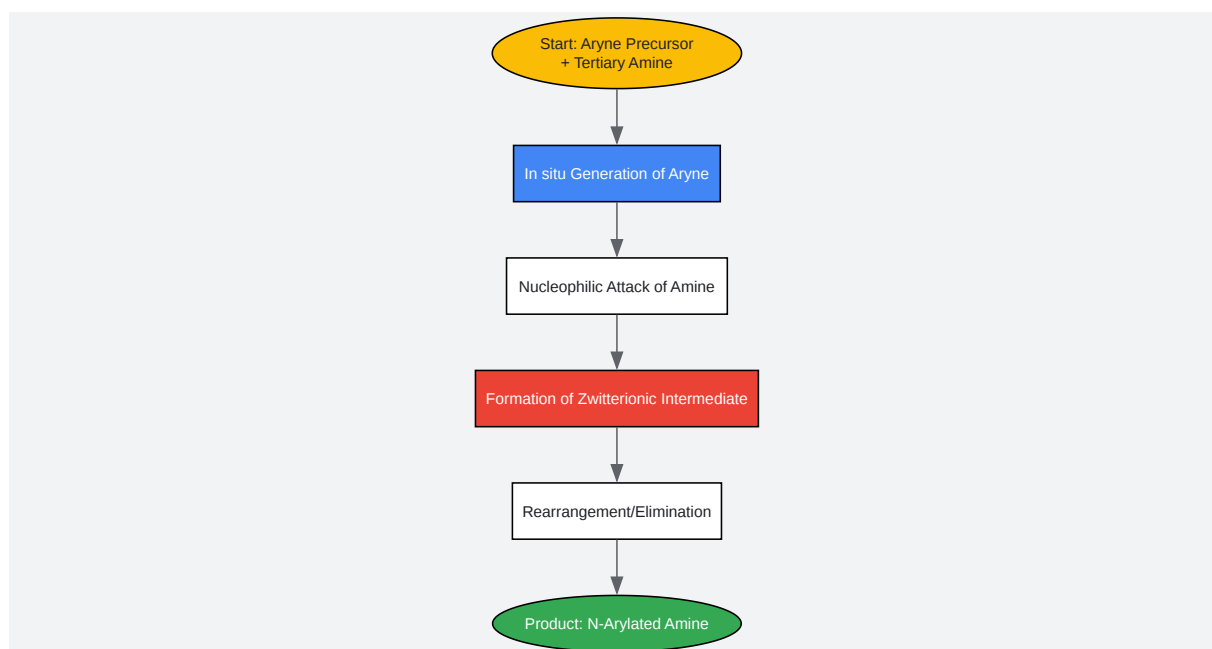 Start: Aryne Precursor
+ Tertiary Amine
In situ Generation of Aryne
Nucleophilic Attack of Amine
Formation of Zwitterionic Intermediate
Rearrangement/Elimination
Product: N-Arylated Amine